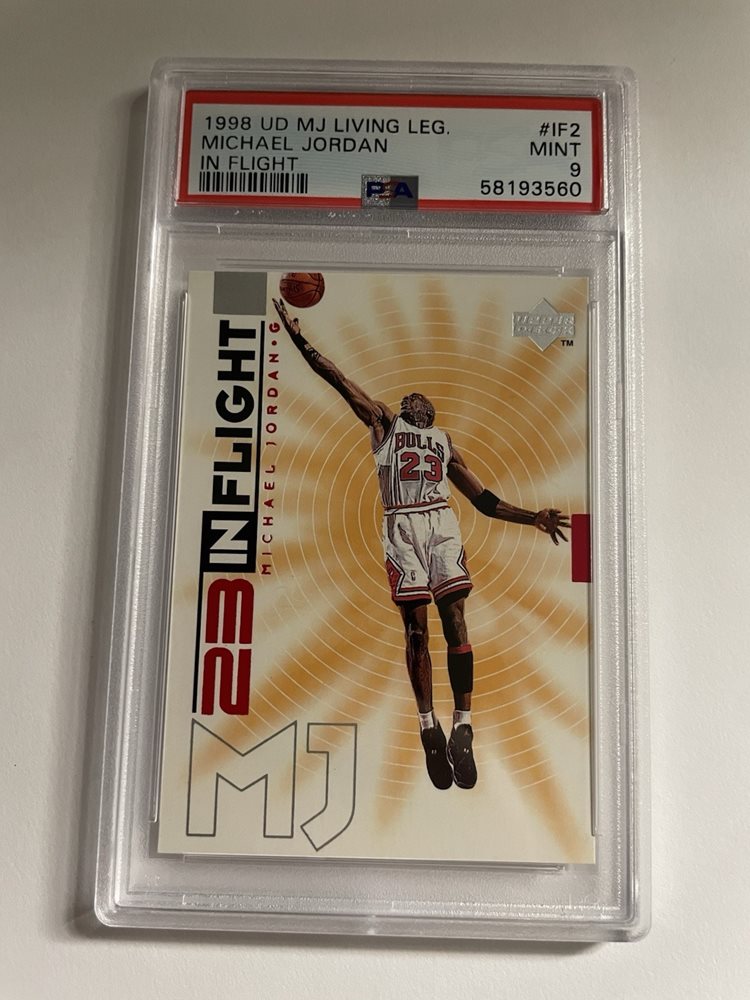 1998 UD MJ LIVING LEG. #IF2
MICHAEL JORDAN MINT
IN FLIGHT 9
PSA 58193560
UPPER DECK ™
23 IN FLIGHT
MICHAEL JORDAN • G
BULLS
23
MJ